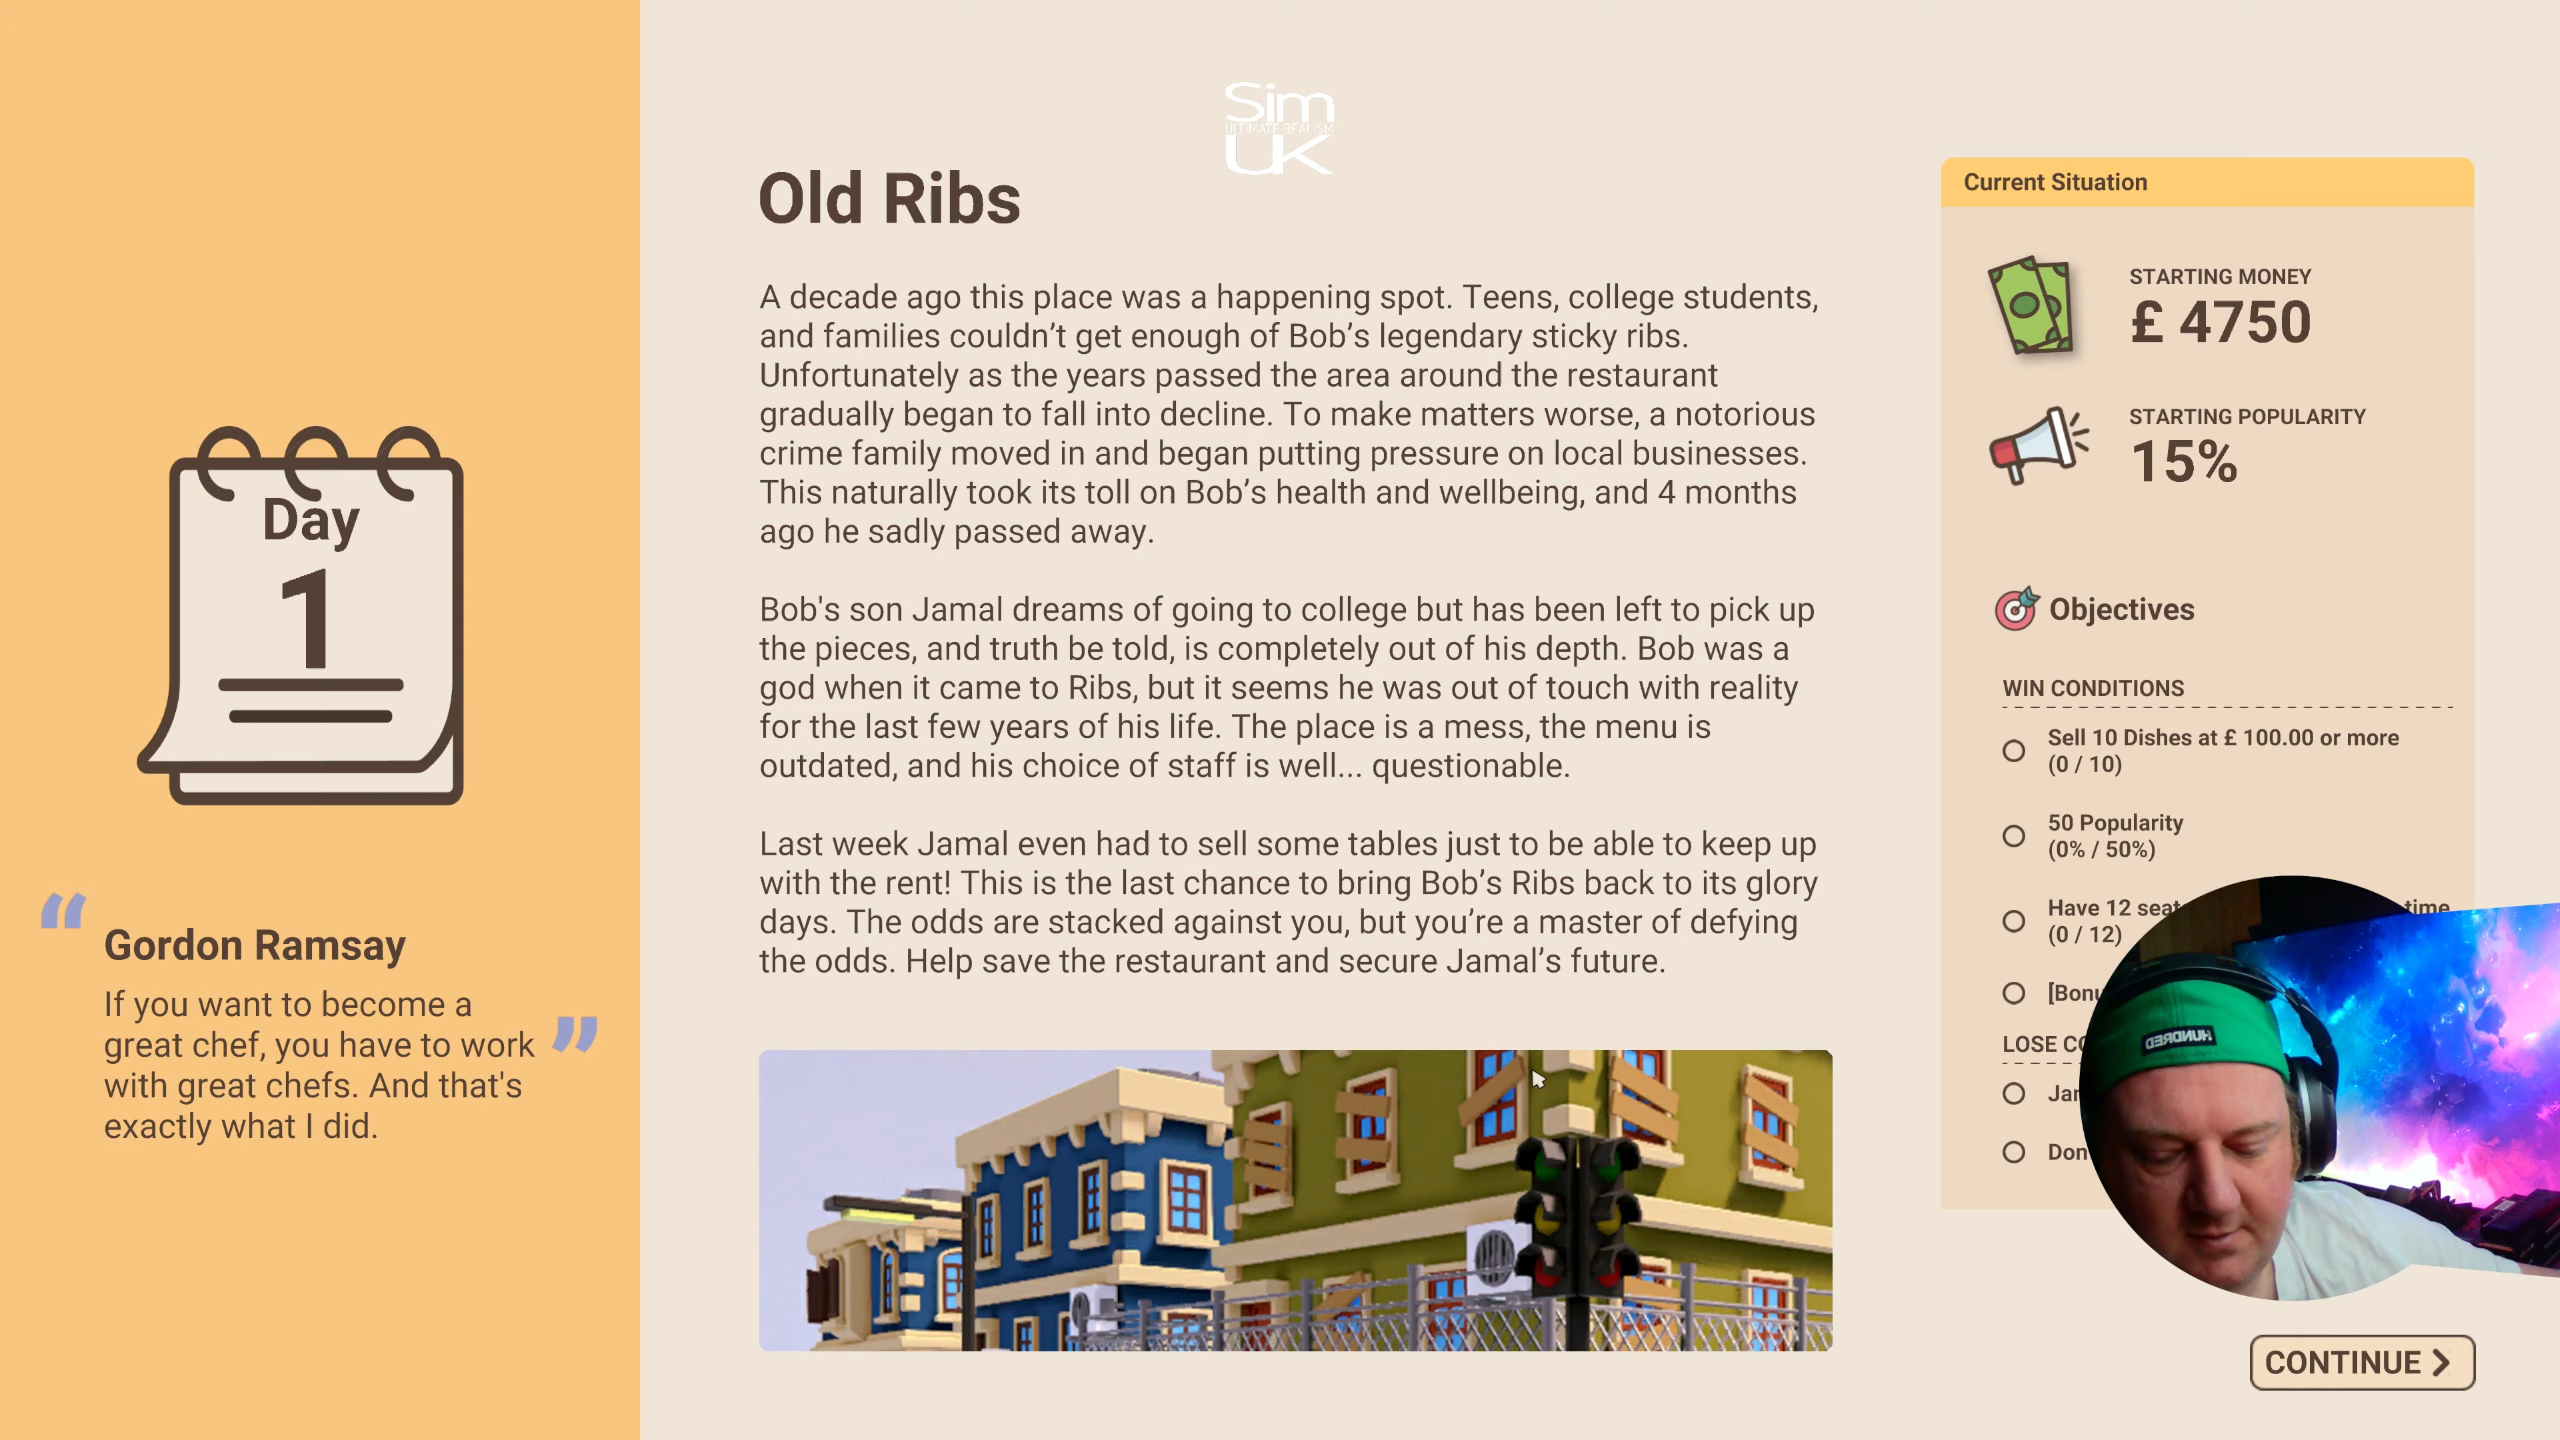 Sim
ULTIMATE REALISM
UK
Day
1
Gordon Ramsay
If you want to become a
great chef, you have to work
with great chefs. And that's
exactly what I did.
Old Ribs
A decade ago this place was a happening spot. Teens, college students,
and families couldn’t get enough of Bob’s legendary sticky ribs.
Unfortunately as the years passed the area around the restaurant
gradually began to fall into decline. To make matters worse, a notorious
crime family moved in and began putting pressure on local businesses.
This naturally took its toll on Bob’s health and wellbeing, and 4 months
ago he sadly passed away.
Bob's son Jamal dreams of going to college but has been left to pick up
the pieces, and truth be told, is completely out of his depth. Bob was a
god when it came to Ribs, but it seems he was out of touch with reality
for the last few years of his life. The place is a mess, the menu is
outdated, and his choice of staff is well... questionable.
Last week Jamal even had to sell some tables just to be able to keep up
with the rent! This is the last chance to bring Bob’s Ribs back to its glory
days. The odds are stacked against you, but you’re a master of defying
the odds. Help save the restaurant and secure Jamal’s future.
Current Situation
STARTING MONEY
£ 4750
STARTING POPULARITY
15%
Objectives
WIN CONDITIONS
Sell 10 Dishes at £ 100.00 or more
(0 / 10)
50 Popularity
(0% / 50%)
Have 12 time
(0 / 12)
LOSE
HUNDRED
CONTINUE